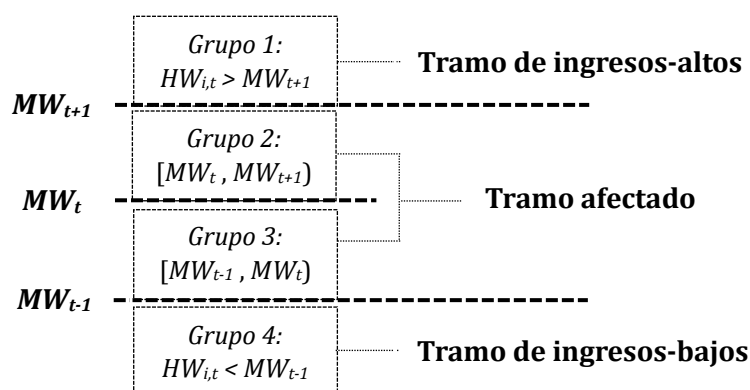 Grupo 1:
HWi,t > MWt+1
Tramo de ingresos-altos
MWt+1
Grupo 2:
[MWt , MWt+1)
MWt
Tramo afectado
Grupo 3:
[MWt-1 , MWt)
MWt-1
Grupo 4:
HWi,t < MWt-1
Tramo de ingresos-bajos